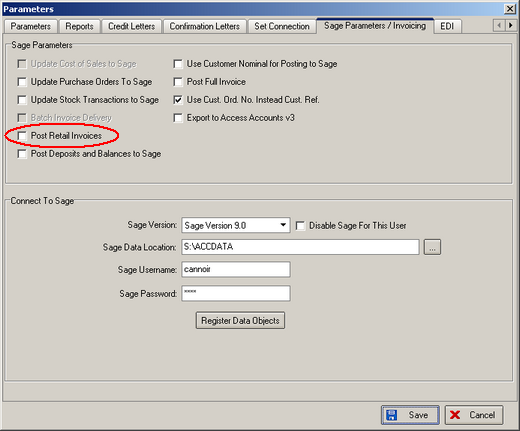 Parameters
Parameters Reports Credit Letters Confirmation Letters Set Connection Sage Parameters / Invoicing EDI
Sage Parameters
Update Cost of Sales to Sage Use Customer Nominal for Posting to Sage
Update Purchase Orders To Sage Post Full Invoice
Update Stock Transactions to Sage Use Cust. Ord. No. Instead Cust. Ref.
Batch Invoice Delivery Export to Access Accounts v3
Post Retail Invoices
Post Deposits and Balances to Sage
Connect To Sage
Sage Version: Sage Version 9.0 Disable Sage For This User
Sage Data Location: S:\ACCDATA ...
Sage Username: cannoir
Sage Password: ****
Register Data Objects
Save Cancel